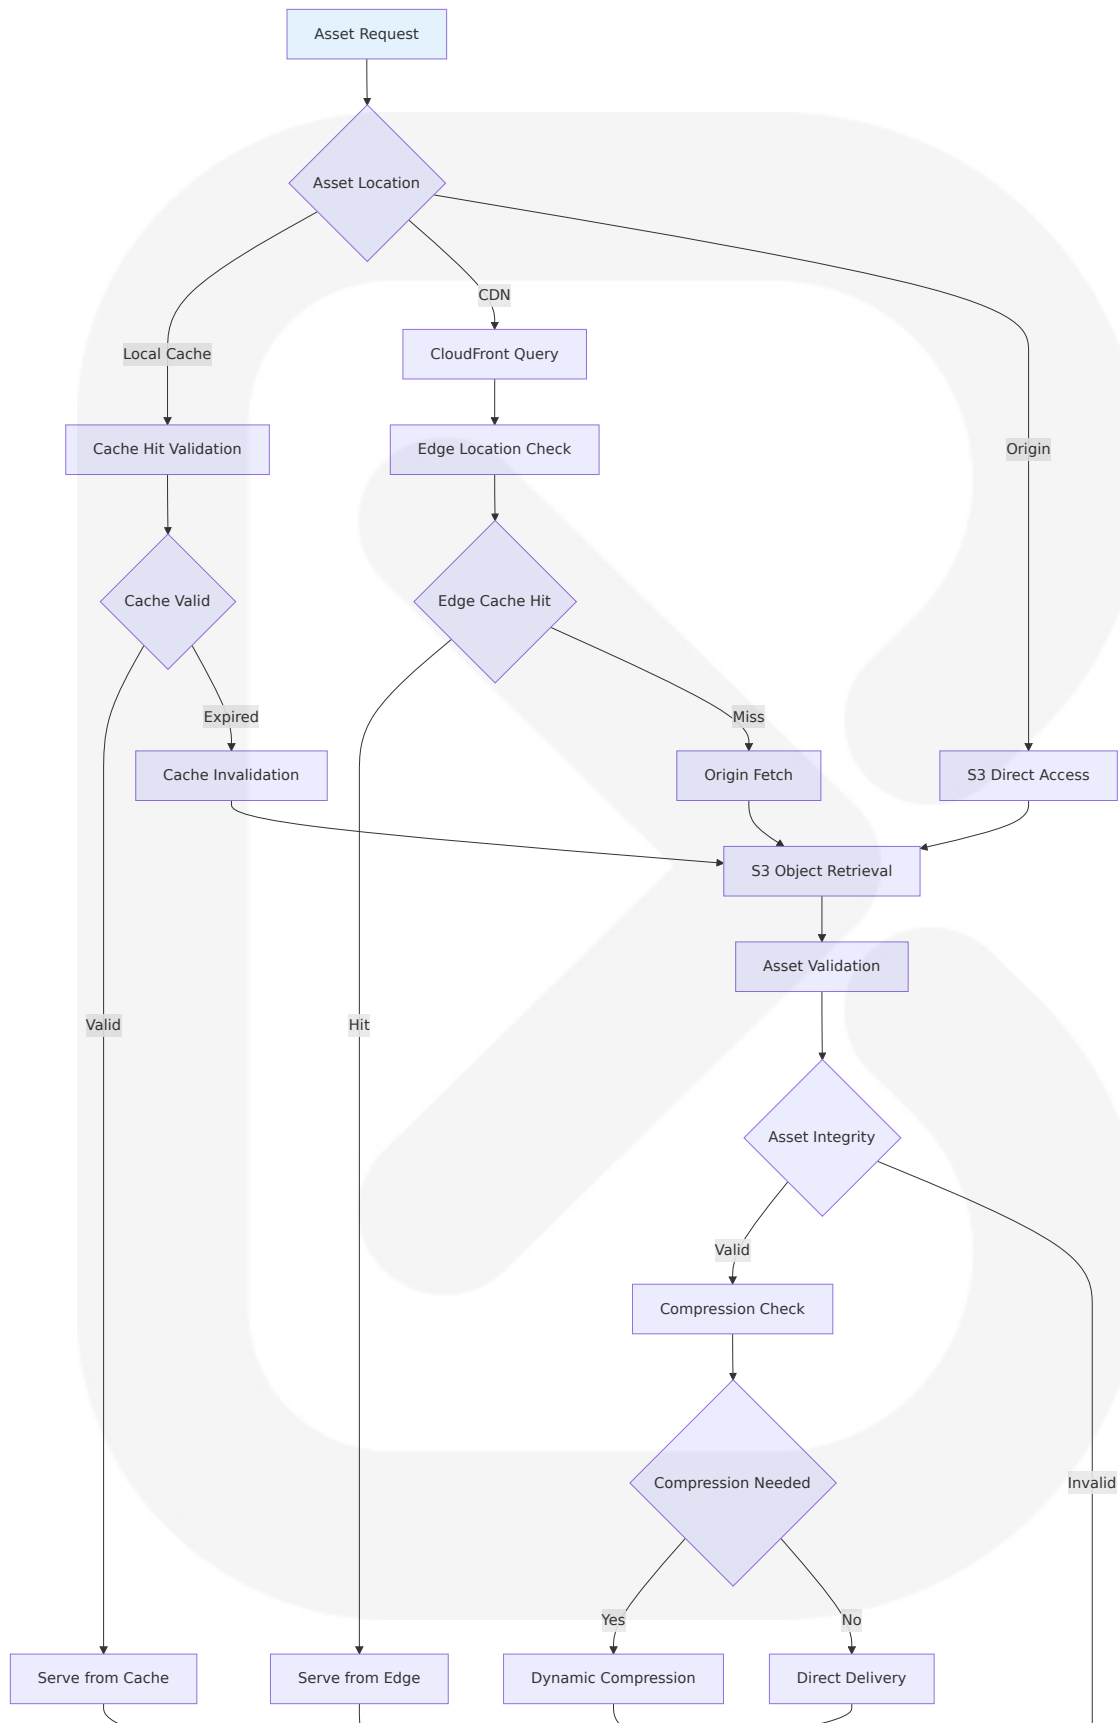 Asset Request
Asset Location
CDN
Local Cache
CloudFront Query
Cache Hit Validation
Edge Location Check
Origin
Cache Valid
Edge Cache Hit
Expired
Miss
Cache Invalidation
Origin Fetch
S3 Direct Access
S3 Object Retrieval
Asset Validation
Valid
Hit
Asset Integrity
Valid
Compression Check
Compression Needed
Invalid
Yes
No
Serve from Cache
Serve from Edge
Dynamic Compression
Direct Delivery